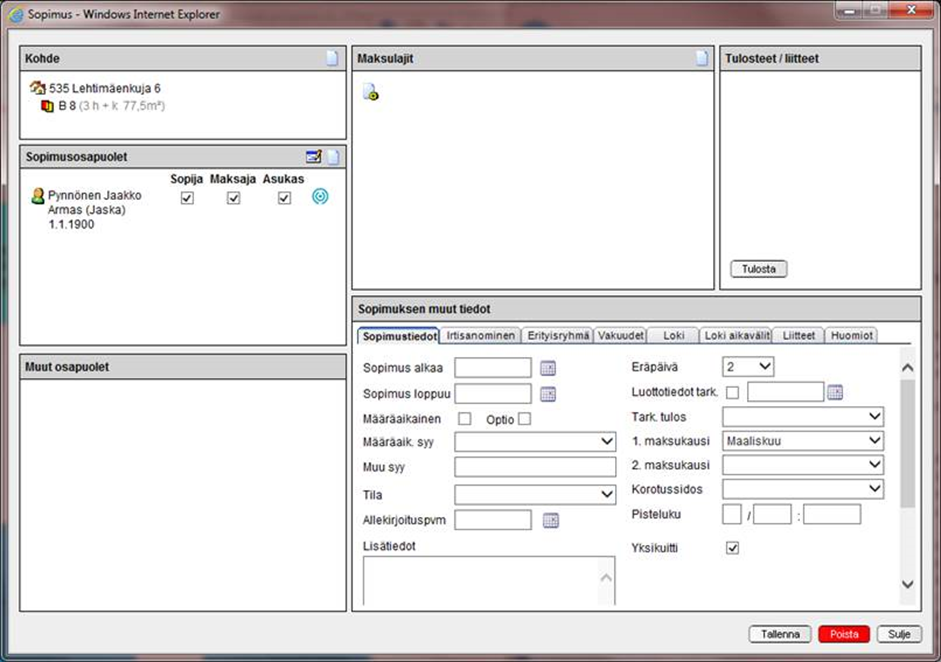 Sopimus - Windows Internet Explorer
Kohde
535 Lehtimäenkuja 6
B 8 (3 h + k 77,5m²)
Sopimusosapuolet
Sopija Maksaja Asukas
Pynnönen Jaakko
Armas (Jaska)
1.1.1900
Muut osapuolet
Maksulajit
Tulosteet / liitteet
Tulosta
Sopimuksen muut tiedot
Sopimustiedot Irtisanominen Erityisryhmä Vakuudet Loki Loki aikavälit Liitteet Huomiot
Sopimus alkaa
Sopimus loppuu
Määräaikainen Optio
Määräaik. syy
Muu syy
Tila
Allekirjoituspvm
Lisätiedot
Eräpäivä 2
Luottotiedot tark.
Tark. tulos
1. maksukausi Maaliskuu
2. maksukausi
Korotussidos
Pisteluku / :
Yksikuitti
Tallenna Poista Sulje